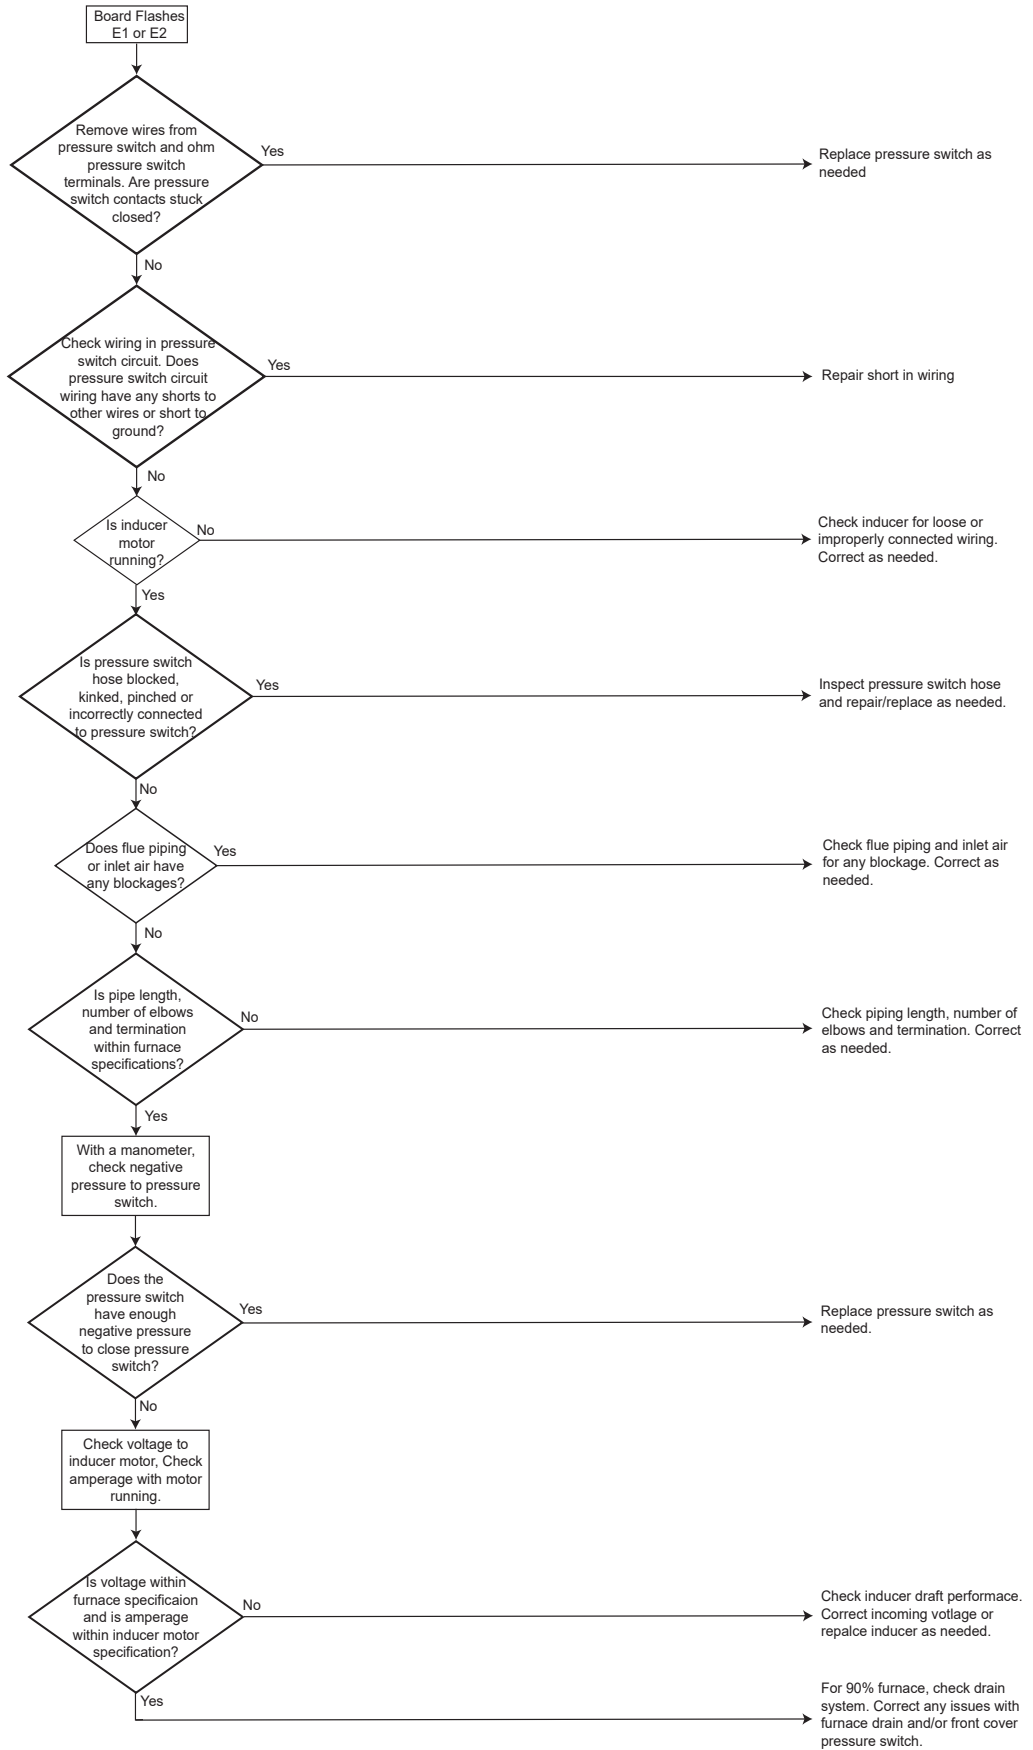 Board Flashes
E1 or E2
Remove wires from
pressure switch and ohm
pressure switch
terminals. Are pressure
switch contacts stuck
closed?
Yes
Replace pressure switch as
needed
No
Check wiring in pressure
switch circuit. Does
pressure switch circuit
wiring have any shorts to
other wires or short to
ground?
Yes
Repair short in wiring
No
Is inducer
motor
running?
No
Check inducer for loose or
improperly connected wiring.
Correct as needed.
Yes
Is pressure switch
hose blocked,
kinked, pinched or
incorrectly connected
to pressure switch?
Yes
Inspect pressure switch hose
and repair/replace as needed.
No
Does flue piping
or inlet air have
any blockages?
Yes
Check flue piping and inlet air
for any blockage. Correct as
needed.
No
Is pipe length,
number of elbows
and termination
within furnace
specifications?
No
Check piping length, number of
elbows and termination. Correct
as needed.
Yes
With a manometer,
check negative
pressure to pressure
switch.
Does the
pressure switch
have enough
negative pressure
to close pressure
switch?
Yes
Replace pressure switch as
needed.
No
Check voltage to
inducer motor, Check
amperage with motor
running.
Is voltage within
furnace specificaion
and is amperage
within inducer motor
specification?
No
Check inducer draft performace.
Correct incoming votlage or
repalce inducer as needed.
Yes
For 90% furnace, check drain
system. Correct any issues with
furnace drain and/or front cover
pressure switch.